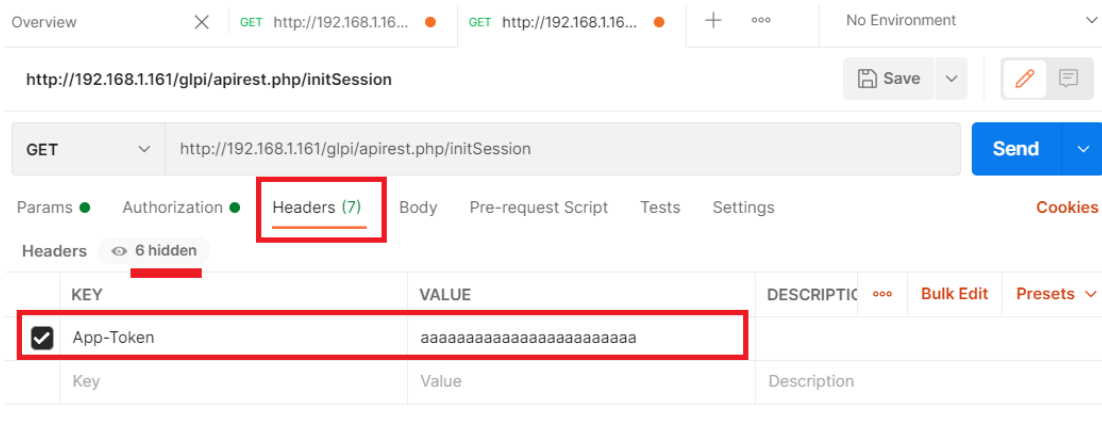 Overview GET http://192.168.1.16... GET http://192.168.1.16... No Environment
http://192.168.1.161/glpi/apirest.php/initSession Save
GET http://192.168.1.161/glpi/apirest.php/initSession Send
Params Authorization Headers (7) Body Pre-request Script Tests Settings Cookies
Headers 6 hidden
KEY VALUE DESCRIPTIO Bulk Edit Presets
App-Token aaaaaaaaaaaaaaaaaaaaaaaa
Key Value Description